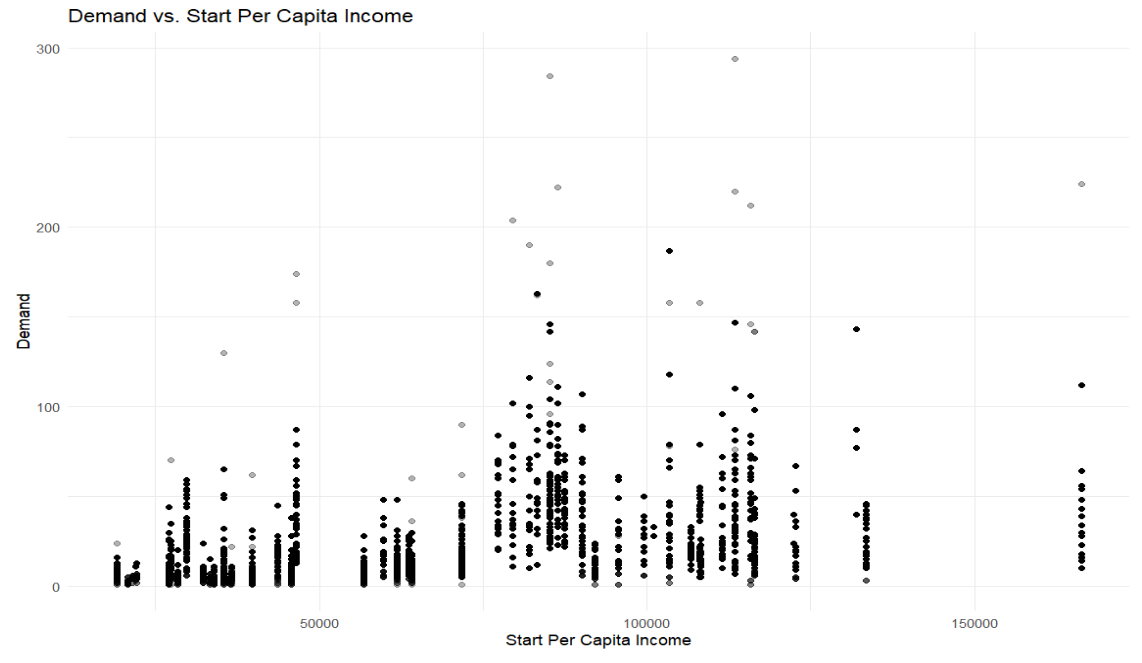 Demand vs. Start Per Capita Income
300
200
100
0
Demand
50000
100000
150000
Start Per Capita Income